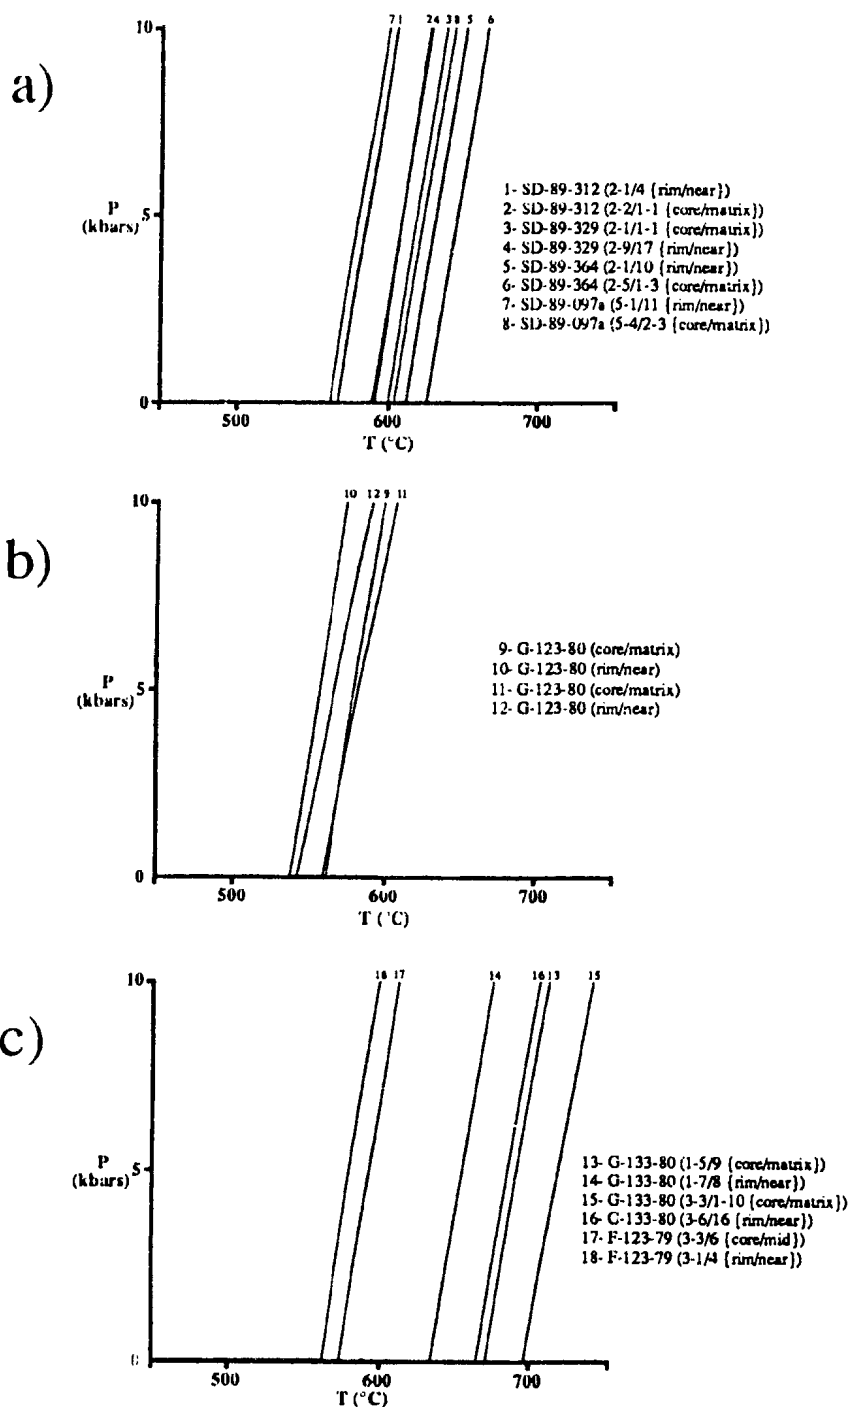 a)
10
7 1 2 4 3 8 5 6
P
(kbars)
5
0
500 600 700
T (°C)
1- SD-89-312 (2-1/4 {rim/near})
2- SD-89-312 (2-2/1-1 {core/matrix})
3- SD-89-329 (2-1/1-1 {core/matrix})
4- SD-89-329 (2-9/17 {rim/near})
5- SD-89-364 (2-1/10 {rim/near})
6- SD-89-364 (2-5/1-3 {core/matrix})
7- SD-89-097a (5-1/11 {rim/near})
8- SD-89-097a (5-4/2-3 {core/matrix})
b)
10
10 12 9 11
P
(kbars)
5
0
500 600 700
T (°C)
9- G-123-80 (core/matrix)
10- G-123-80 (rim/near)
11- G-123-80 (core/matrix)
12- G-123-80 (rim/near)
c)
10
18 17 14 16 13 15
P
(kbars)
5
0
500 600 700
T (°C)
13- G-133-80 (1-5/9 {core/matrix})
14- G-133-80 (1-7/8 {rim/near})
15- G-133-80 (3-3/1-10 {core/matrix})
16- C-133-80 (3-6/16 {rim/near})
17- F-123-79 (3-3/6 {core/mid})
18- F-123-79 (3-1/4 {rim/near})